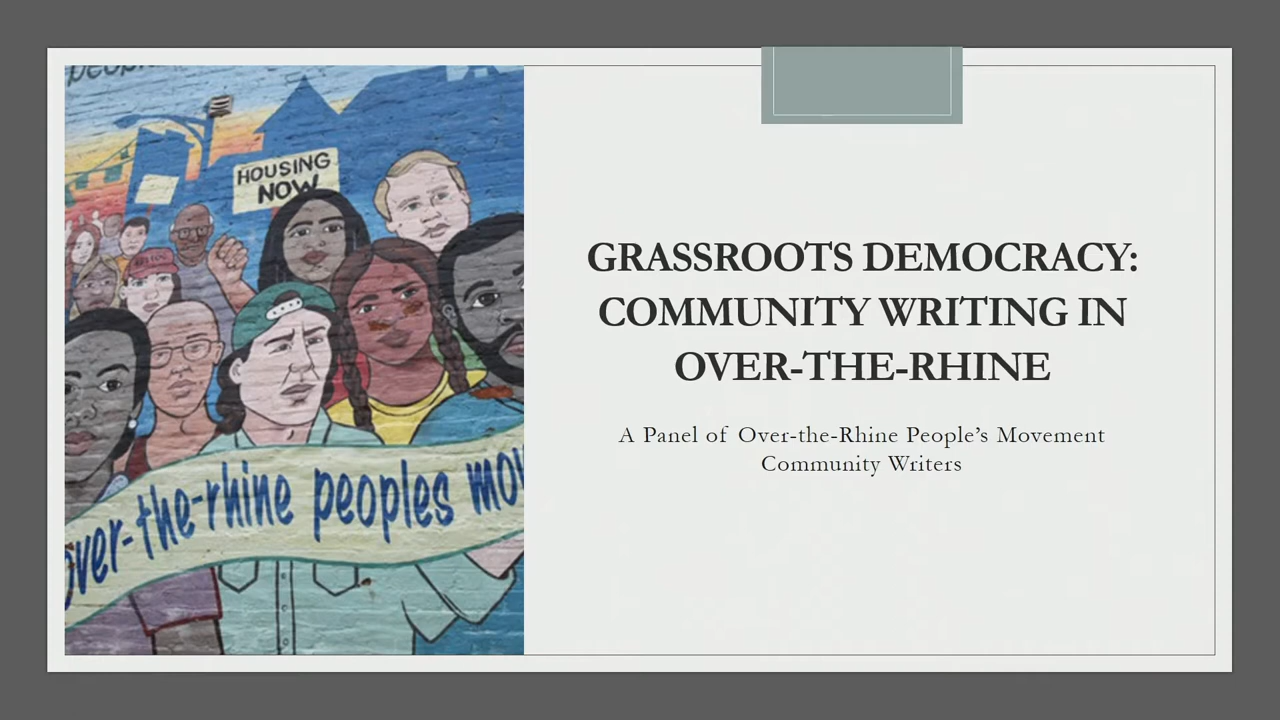 HOUSING
NOW
over-the-rhine peoples
GRASSROOTS DEMOCRACY:
COMMUNITY WRITING IN
OVER-THE-RHINE
A Panel of Over-the-Rhine People’s Movement
Community Writers